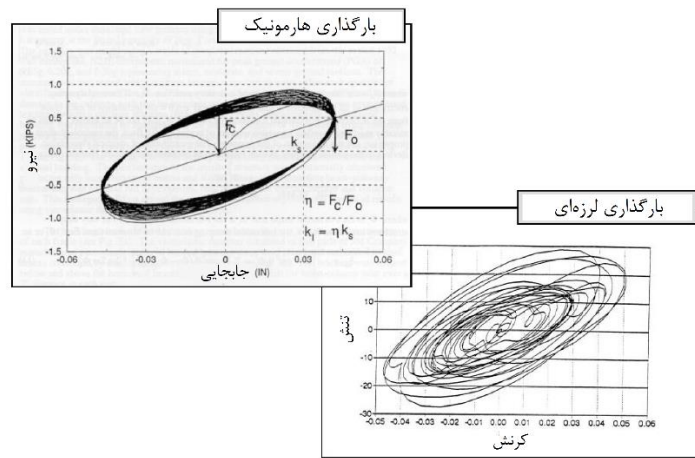 بارگذاری هارمونیک
1.5
1.0
0.5
0.0
-0.5
-1.0
-1.5
نیرو (KIPS)
Fc
ks
Fo
η = Fc/Fo
kl = η ks
-0.06 -0.03 0 0.03 0.06
جابجایی (IN)
بارگذاری لرزه‌ای
10
0
-10
-20
-30
تنش
-0.05 -0.04 -0.03 -0.02 -0.01 0.00 0.01 0.02 0.03 0.04 0.05 0.06
کرنش